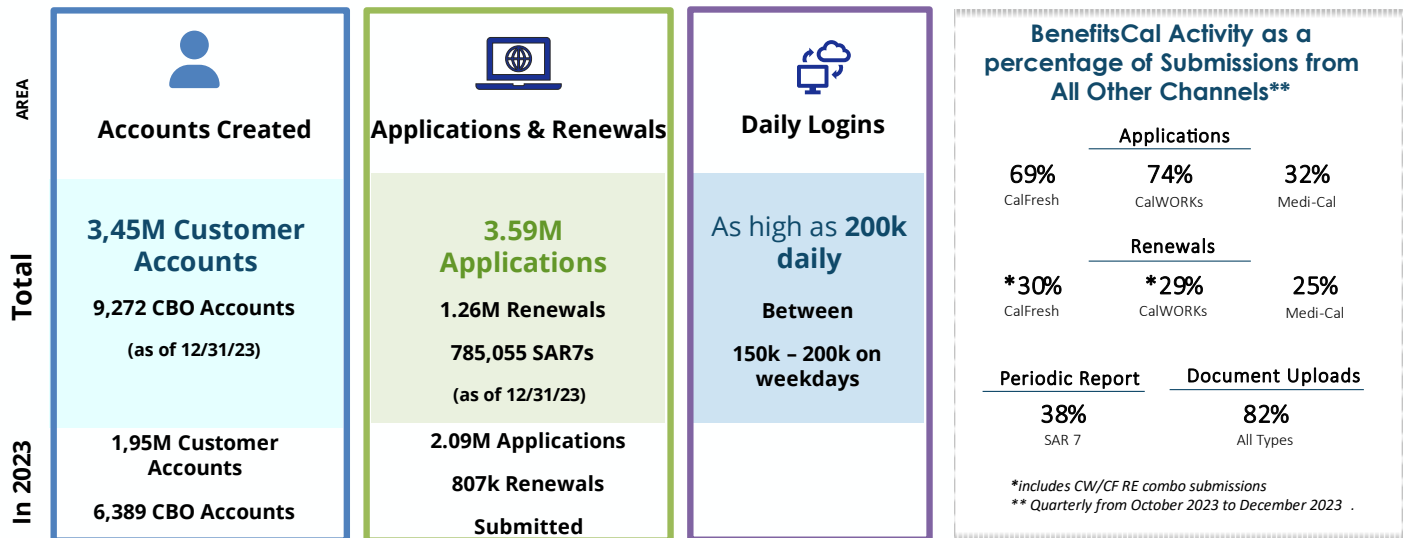 AREA
Accounts Created
Applications & Renewals
Daily Logins
Total
3,45M Customer
Accounts
9,272 CBO Accounts
(as of 12/31/23)
3.59M
Applications
1.26M Renewals
785,055 SAR7s
(as of 12/31/23)
As high as 200k
daily
Between
150k – 200k on
weekdays
In 2023
1,95M Customer
Accounts
6,389 CBO Accounts
2.09M Applications
807k Renewals
Submitted
BenefitsCal Activity as a
percentage of Submissions from
All Other Channels**
Applications
69% 74% 32%
CalFresh CalWORKs Medi-Cal
Renewals
*30% *29% 25%
CalFresh CalWORKs Medi-Cal
Periodic Report Document Uploads
38% 82%
SAR 7 All Types
*includes CW/CF RE combo submissions
** Quarterly from October 2023 to December 2023 .